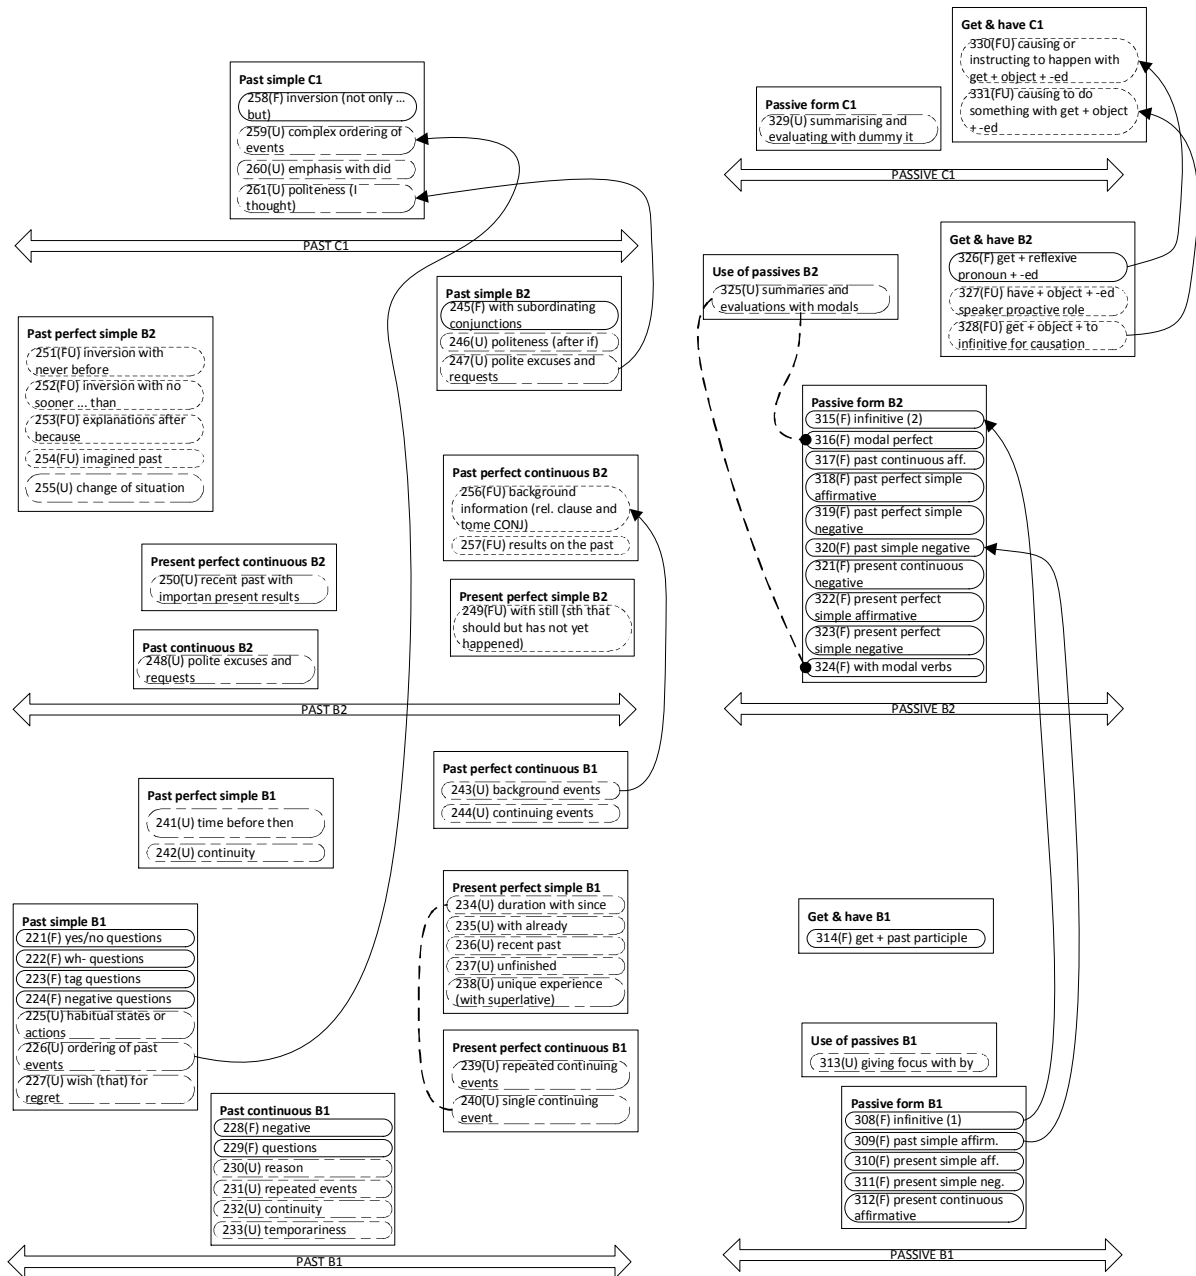 Past simple C1
258(F) inversion (not only ...
but)
259(U) complex ordering of
events
260(U) emphasis with did
261(U) politeness (I
thought)
PAST C1
Past simple B2
245(F) with subordinating
conjunctions
246(U) politeness (after if)
247(U) polite excuses and
requests
Past perfect simple B2
251(FU) inversion with
never before
252(FU) inversion with no
sooner ... than
253(FU) explanations after
because
254(FU) imagined past
255(U) change of situation
Past perfect continuous B2
256(FU) background
information (rel. clause and
tome CONJ)
257(FU) results on the past
Present perfect continuous B2
250(U) recent past with
importan present results
Present perfect simple B2
249(FU) with still (sth that
should but has not yet
happened)
Past continuous B2
248(U) polite excuses and
requests
PAST B2
Past perfect continuous B1
243(U) background events
244(U) continuing events
Past perfect simple B1
241(U) time before then
242(U) continuity
Present perfect simple B1
234(U) duration with since
235(U) with already
236(U) recent past
237(U) unfinished
238(U) unique experience
(with superlative)
Past simple B1
221(F) yes/no questions
222(F) wh- questions
223(F) tag questions
224(F) negative questions
225(U) habitual states or
actions
226(U) ordering of past
events
227(U) wish (that) for
regret
Present perfect continuous B1
239(U) repeated continuing
events
240(U) single continuing
event
Past continuous B1
228(F) negative
229(F) questions
230(U) reason
231(U) repeated events
232(U) continuity
233(U) temporariness
PAST B1
Get & have C1
330(FU) causing or
instructing to happen with
get + object + -ed
331(FU) causing to do
something with get + object
+ -ed
Passive form C1
329(U) summarising and
evaluating with dummy it
PASSIVE C1
Get & have B2
326(F) get + reflexive
pronoun + -ed
327(FU) have + object + -ed
speaker proactive role
328(FU) get + object + to
infinitive for causation
Use of passives B2
325(U) summaries and
evaluations with modals
Passive form B2
315(F) infinitive (2)
316(F) modal perfect
317(F) past continuous aff.
318(F) past perfect simple
affirmative
319(F) past perfect simple
negative
320(F) past simple negative
321(F) present continuous
negative
322(F) present perfect
simple affirmative
323(F) present perfect
simple negative
324(F) with modal verbs
PASSIVE B2
Get & have B1
314(F) get + past participle
Use of passives B1
313(U) giving focus with by
Passive form B1
308(F) infinitive (1)
309(F) past simple affirm.
310(F) present simple aff.
311(F) present simple neg.
312(F) present continuous
affirmative
PASSIVE B1